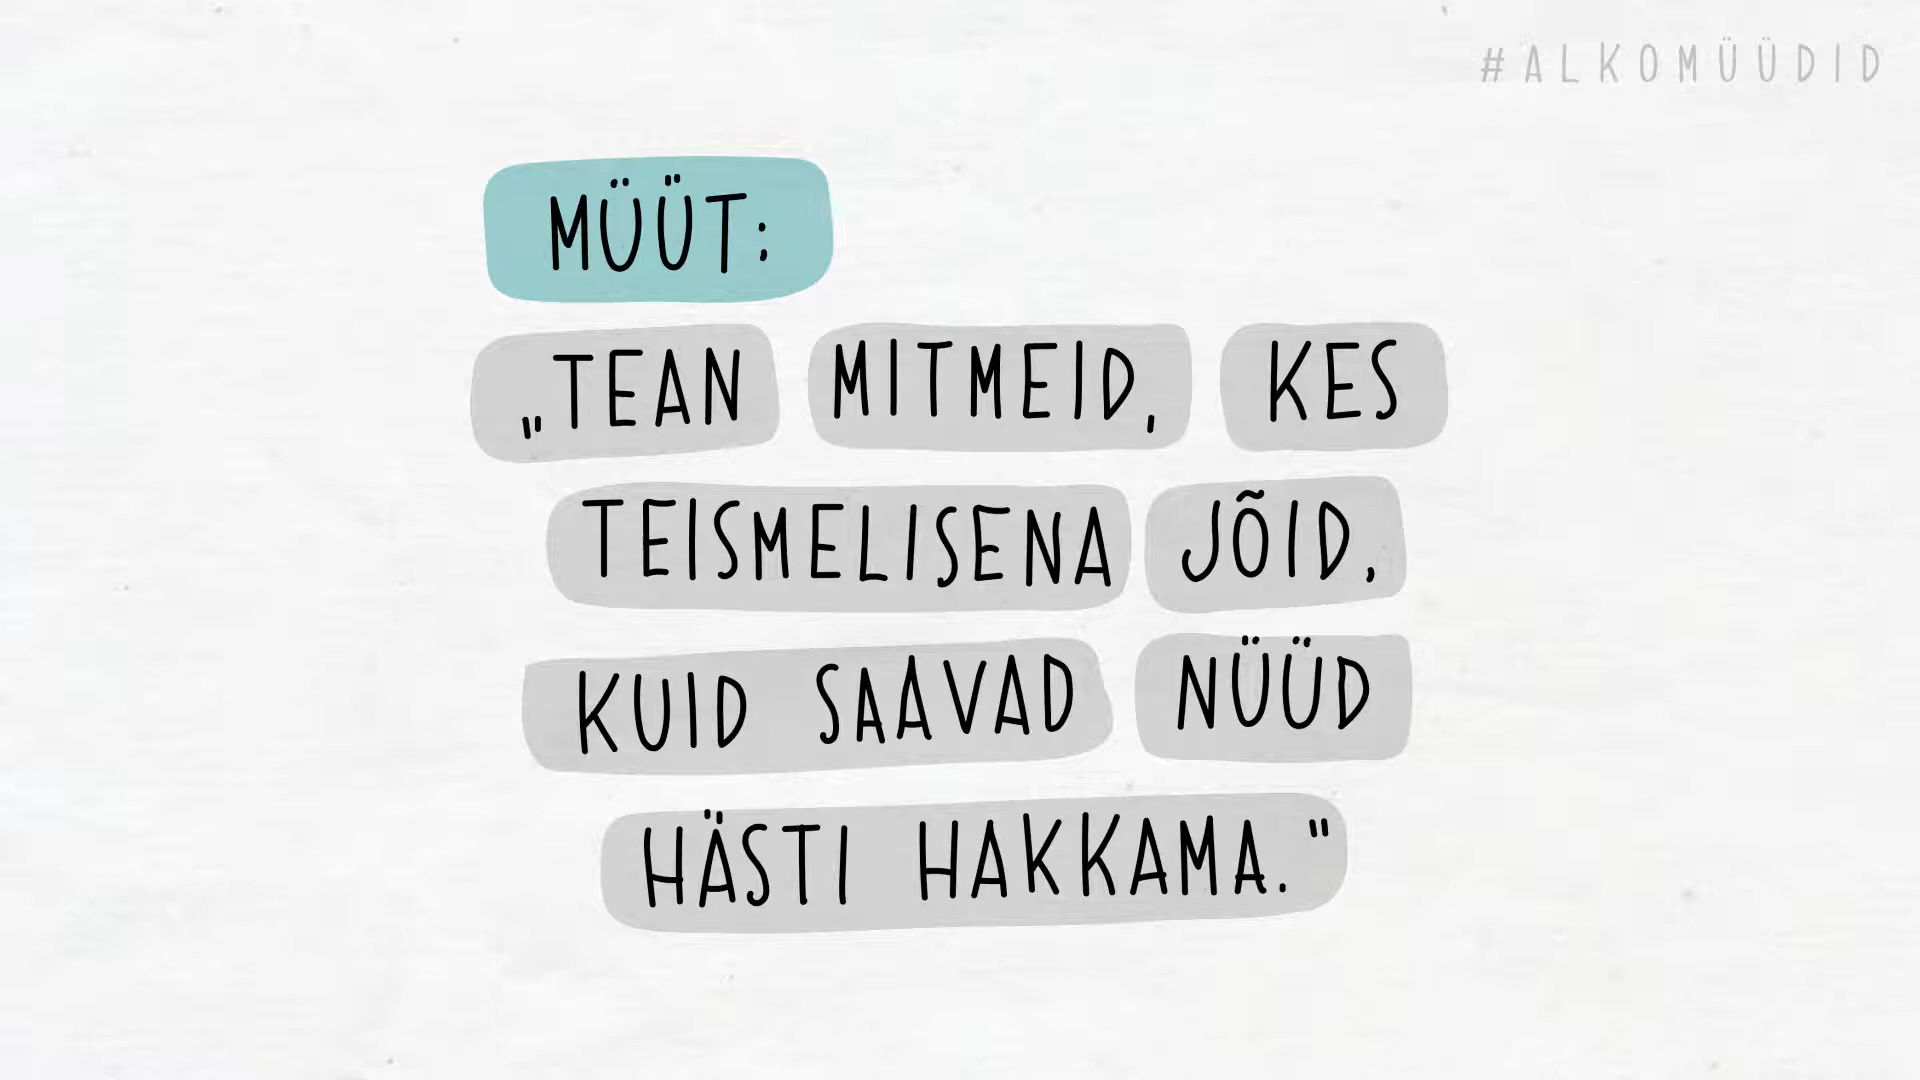 #ALKOMÜÜDID
MÜÜT:
„TEAN MITMEID, KES
TEISMELISENA JÕID,
KUID SAAVAD NÜÜD
HÄSTI HAKKAMA."